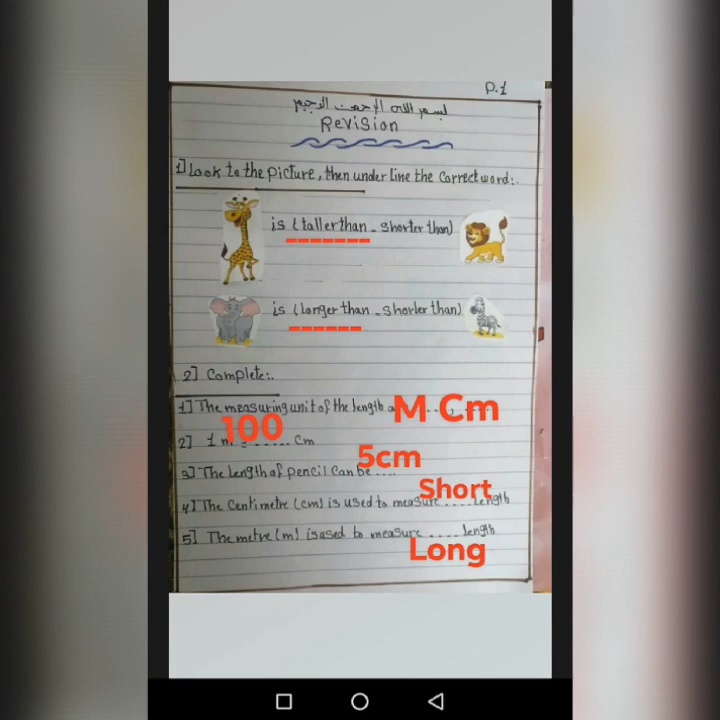 P.1
بسم الله الرحمن الرحيم
Revision
1] Look to the picture, then under line the Correct word:.
is (taller than - shorter than)
is (longer than - shorter than)
2] Complete:.
1] The measuring unit of the length M Cm
2] 1 100 ..... Cm
3] The Length of pencil Can be .... 5cm
4] The Centimetre (cm) is used to measure .... Length Short
5] The metre (m) is used to measure ..... length
Long